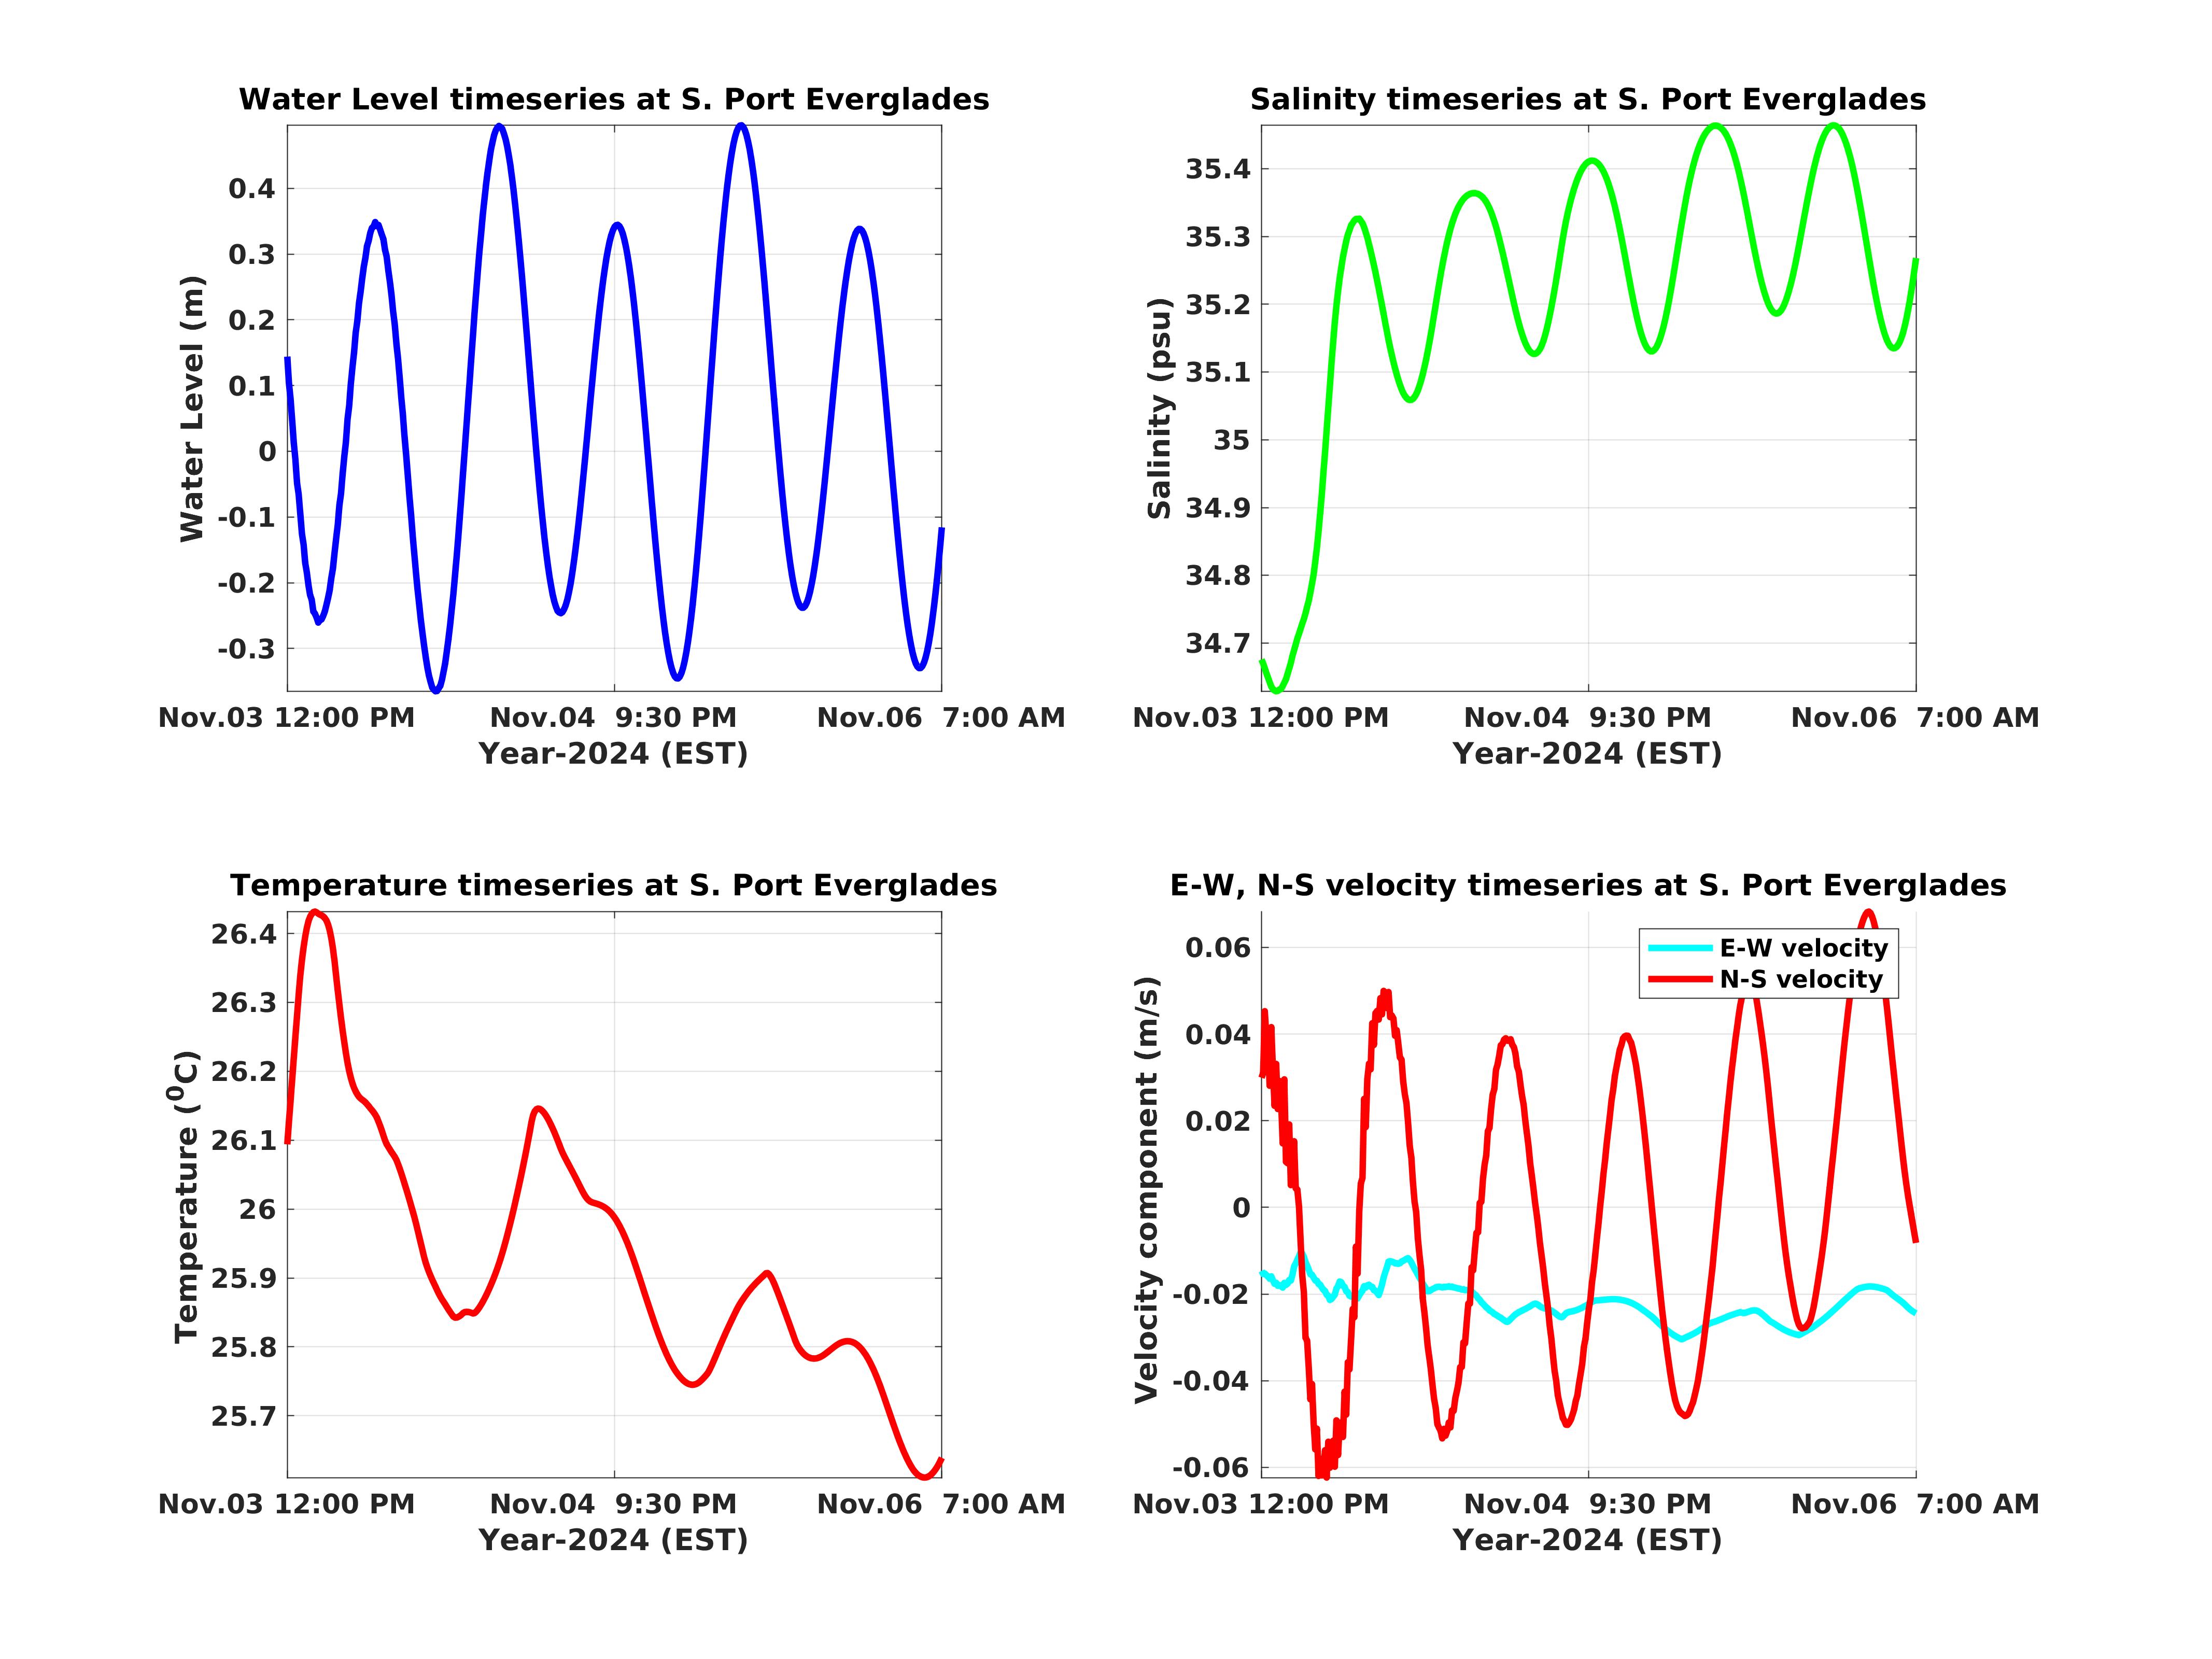 Water Level timeseries at S. Port Everglades
Water Level (m)
0.4
0.3
0.2
0.1
0
-0.1
-0.2
-0.3
Nov.03 12:00 PM Nov.04 9:30 PM Nov.06 7:00 AM
Year-2024 (EST)
Salinity timeseries at S. Port Everglades
Salinity (psu)
35.4
35.3
35.2
35.1
35
34.9
34.8
34.7
Nov.03 12:00 PM Nov.04 9:30 PM Nov.06 7:00 AM
Year-2024 (EST)
Temperature timeseries at S. Port Everglades
Temperature (⁰C)
26.4
26.3
26.2
26.1
26
25.9
25.8
25.7
Nov.03 12:00 PM Nov.04 9:30 PM Nov.06 7:00 AM
Year-2024 (EST)
E-W, N-S velocity timeseries at S. Port Everglades
Velocity component (m/s)
0.06
0.04
0.02
0
-0.02
-0.04
-0.06
E-W velocity
N-S velocity
Nov.03 12:00 PM Nov.04 9:30 PM Nov.06 7:00 AM
Year-2024 (EST)